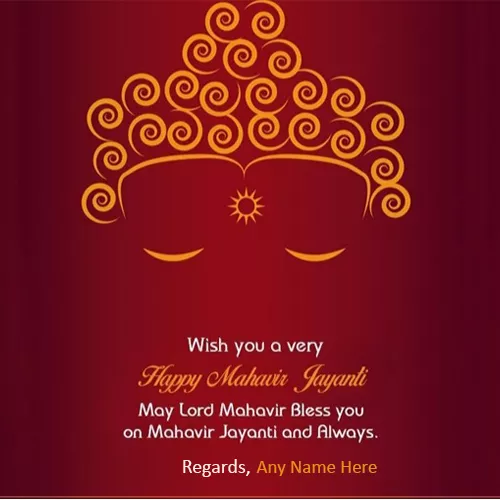 Wish you a very
Happy Mahavir Jayanti
May Lord Mahavir Bless you
on Mahavir Jayanti and Always.
Regards, Any Name Here